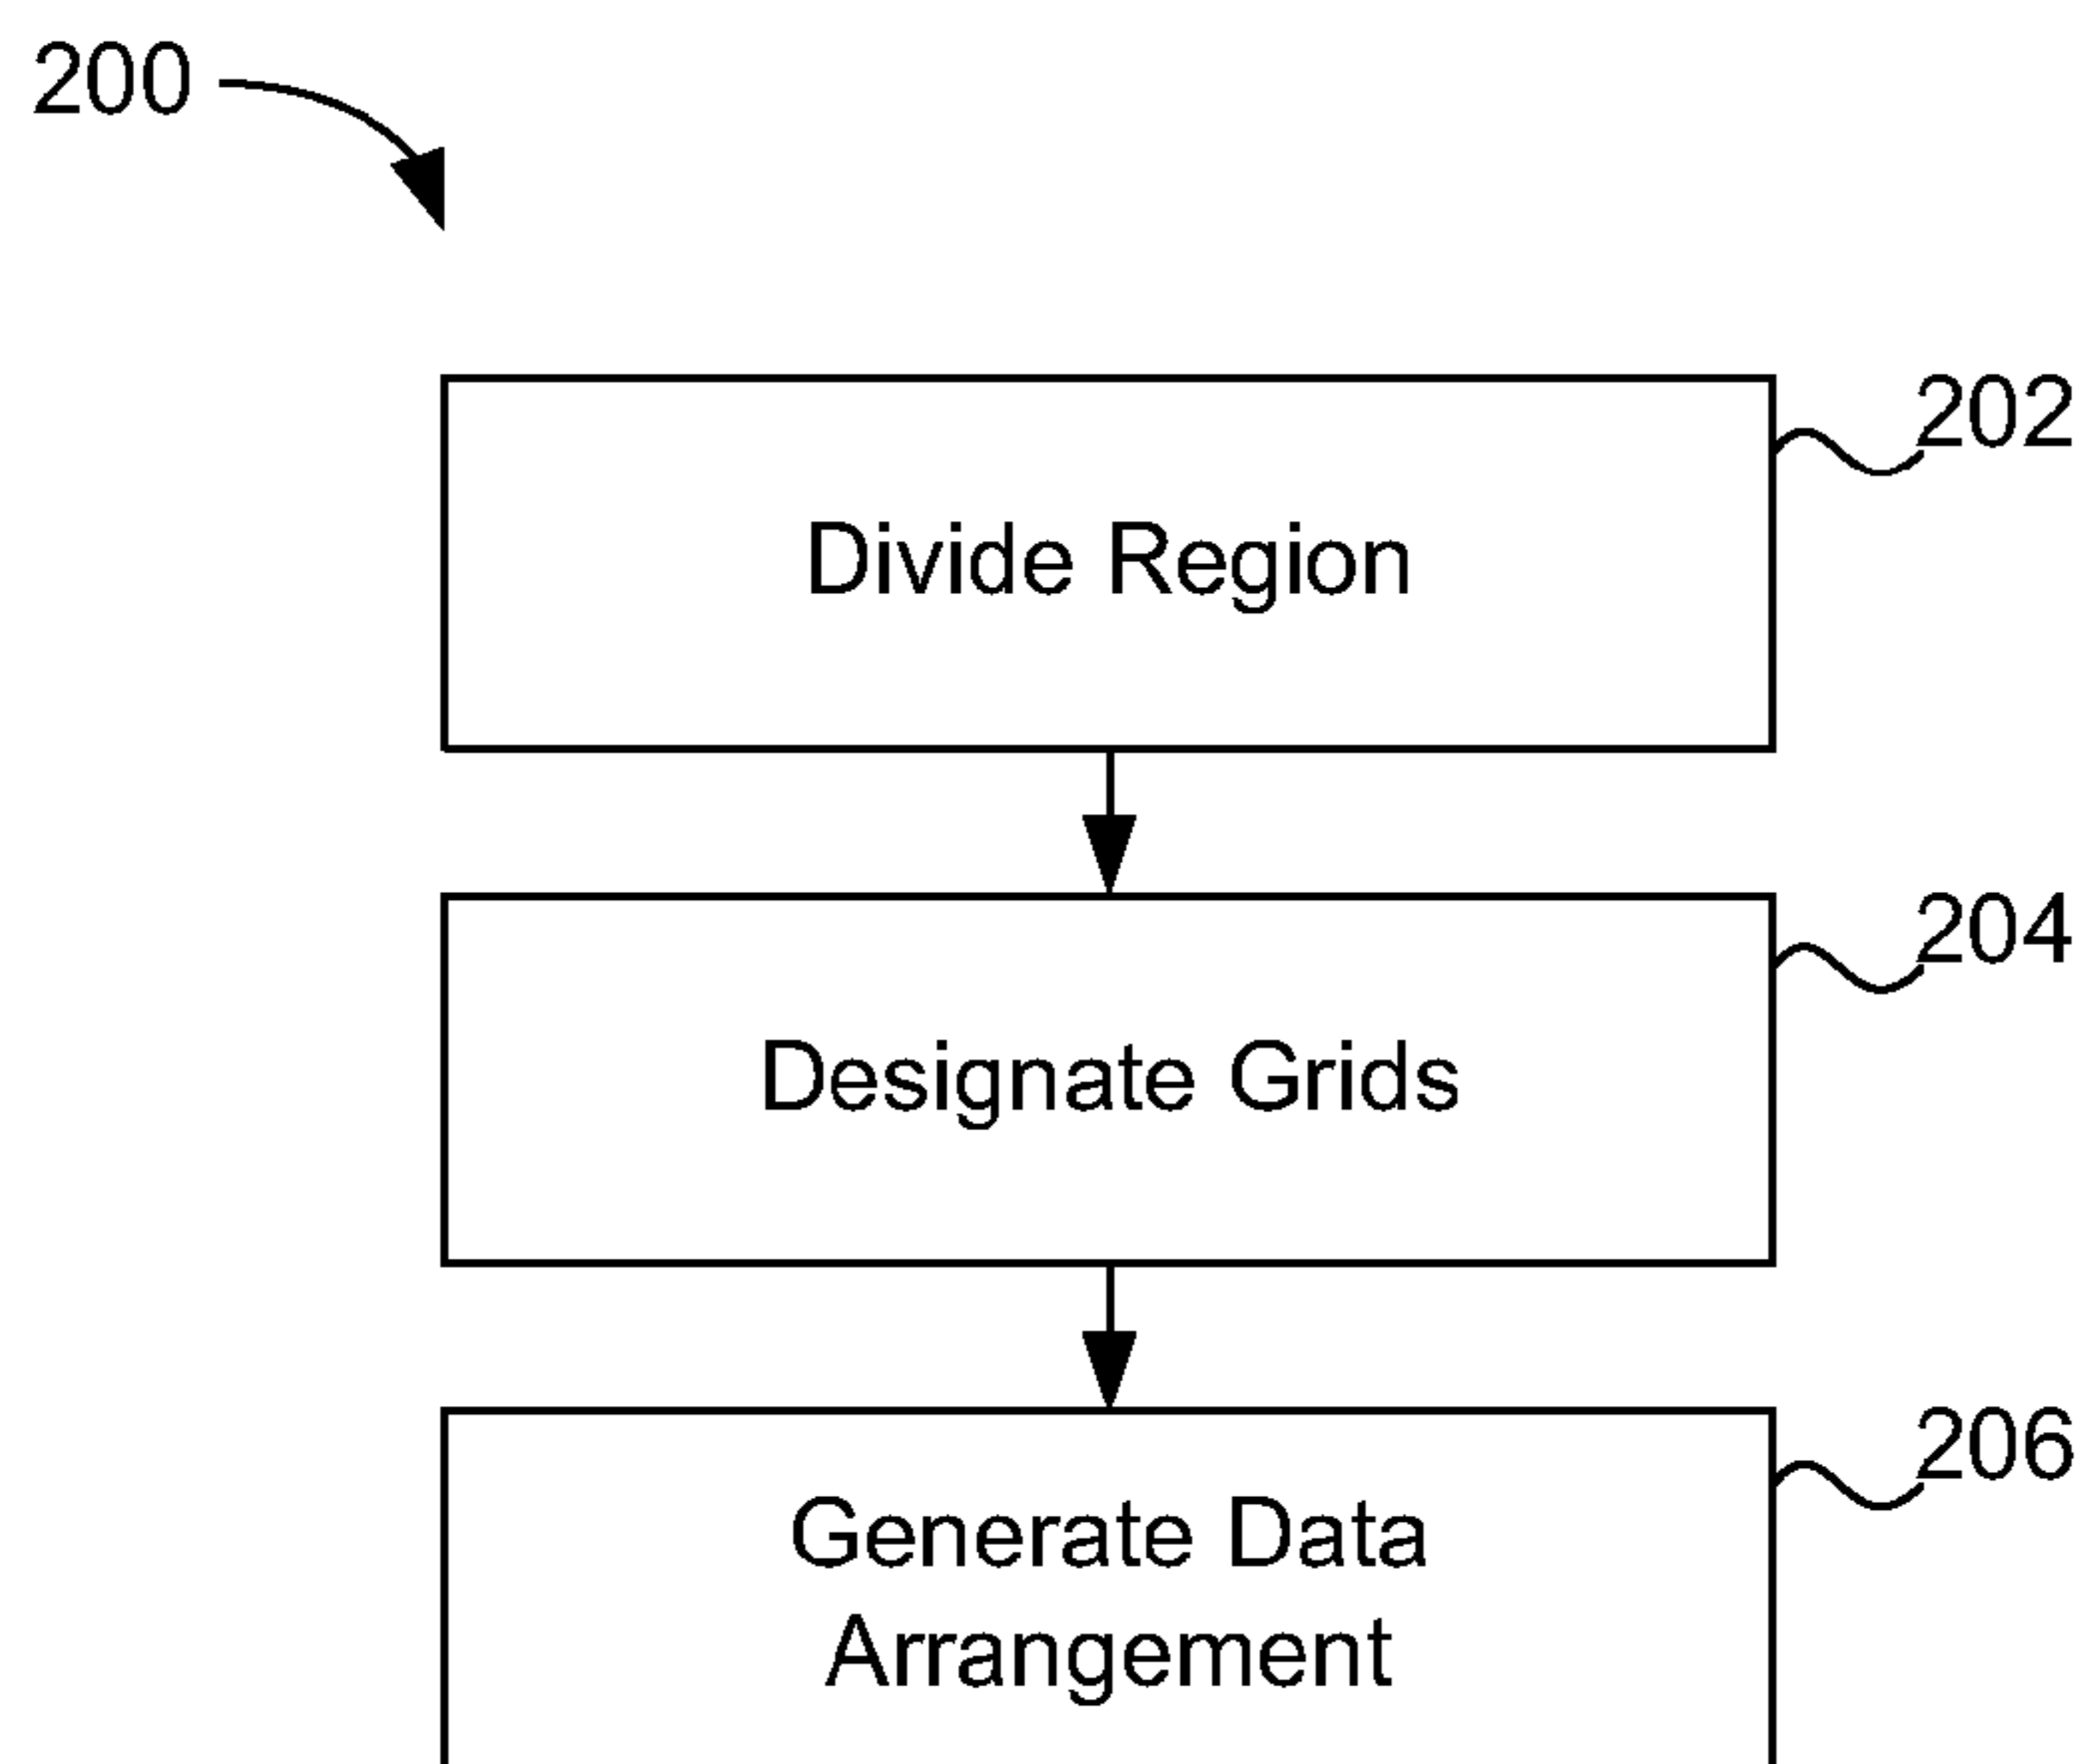 200
202
Divide Region
204
Designate Grids
206
Generate Data
Arrangement